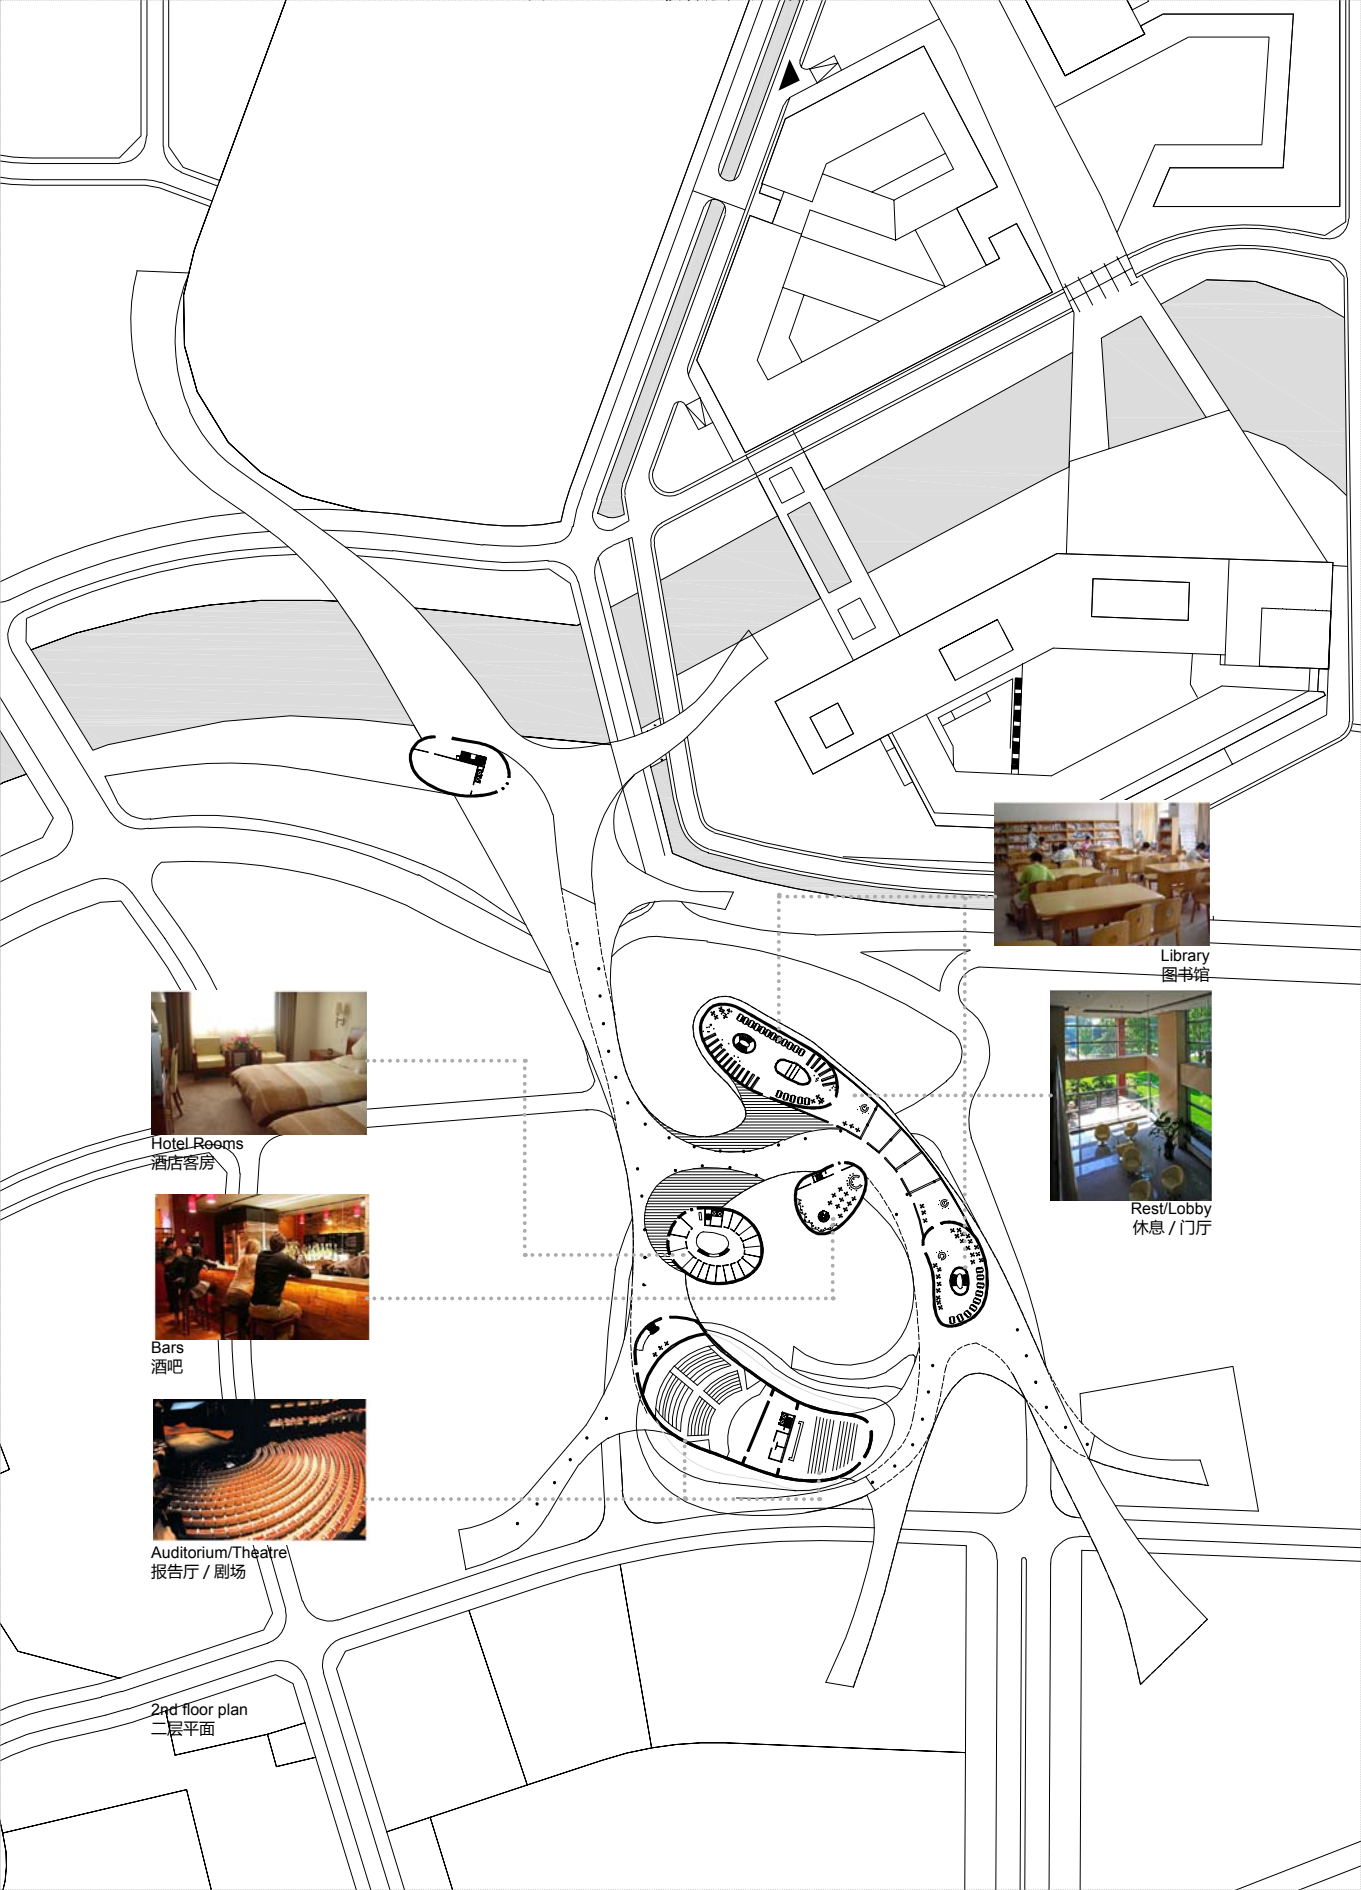 Library
图书馆
Hotel Rooms
酒店客房
Rest/Lobby
休息 / 门厅
Bars
酒吧
Auditorium/Theatre
报告厅 / 剧场
2nd floor plan
二层平面